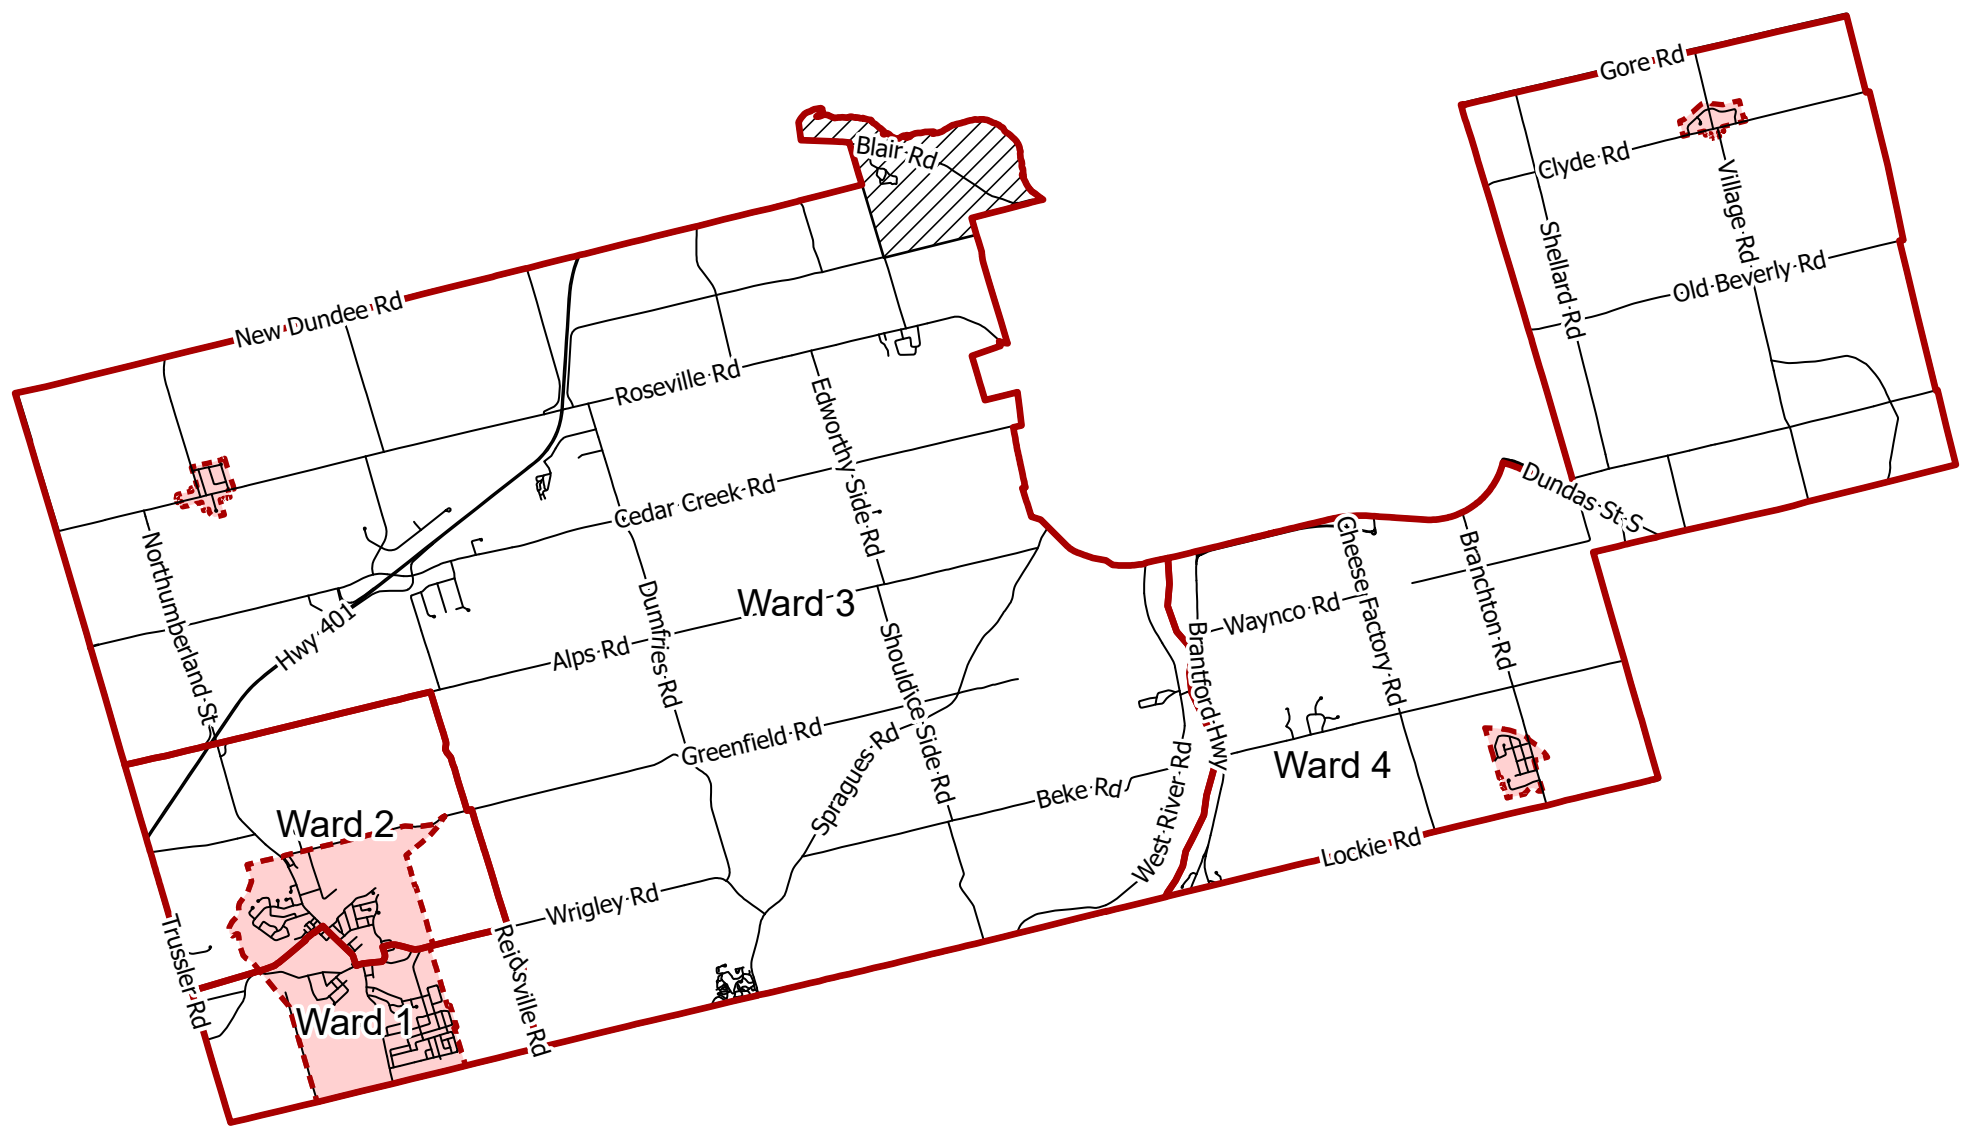 Gore Rd
Blair Rd
Clyde Rd
Village Rd
Shellard Rd
Old Beverly Rd
New Dundee Rd
Roseville Rd
Edworthy Side Rd
Cedar Creek Rd
Dundas St S
Northumberland St
Cheese Factory Rd
Branchton Rd
Hwy 401
Dumfries Rd
Ward 3
Waynco Rd
Alps Rd
Shouldice Side Rd
Brantford Hwy
Greenfield Rd
Spragues Rd
Beke Rd
West River Rd
Ward 4
Ward 2
Lockie Rd
Wrigley Rd
Trussler Rd
Reidsville Rd
Ward 1